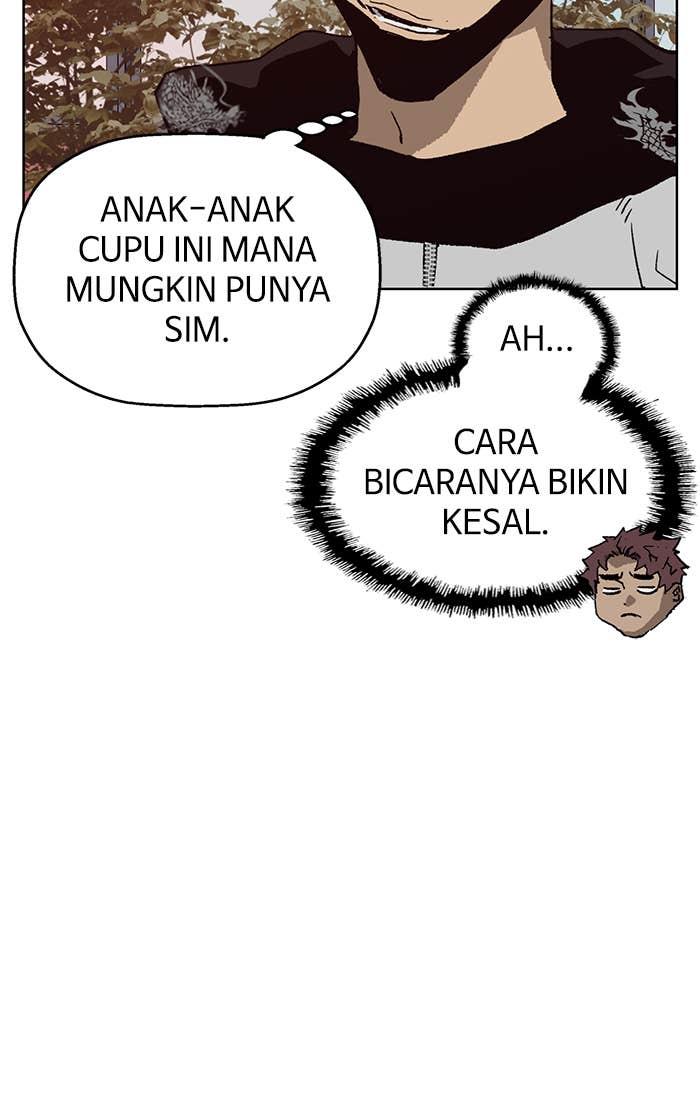 ANAK-ANAK
CUPU INI MANA
MUNGKIN PUNYA
SIM.
AH...
CARA
BICARANYA BIKIN
KESAL.